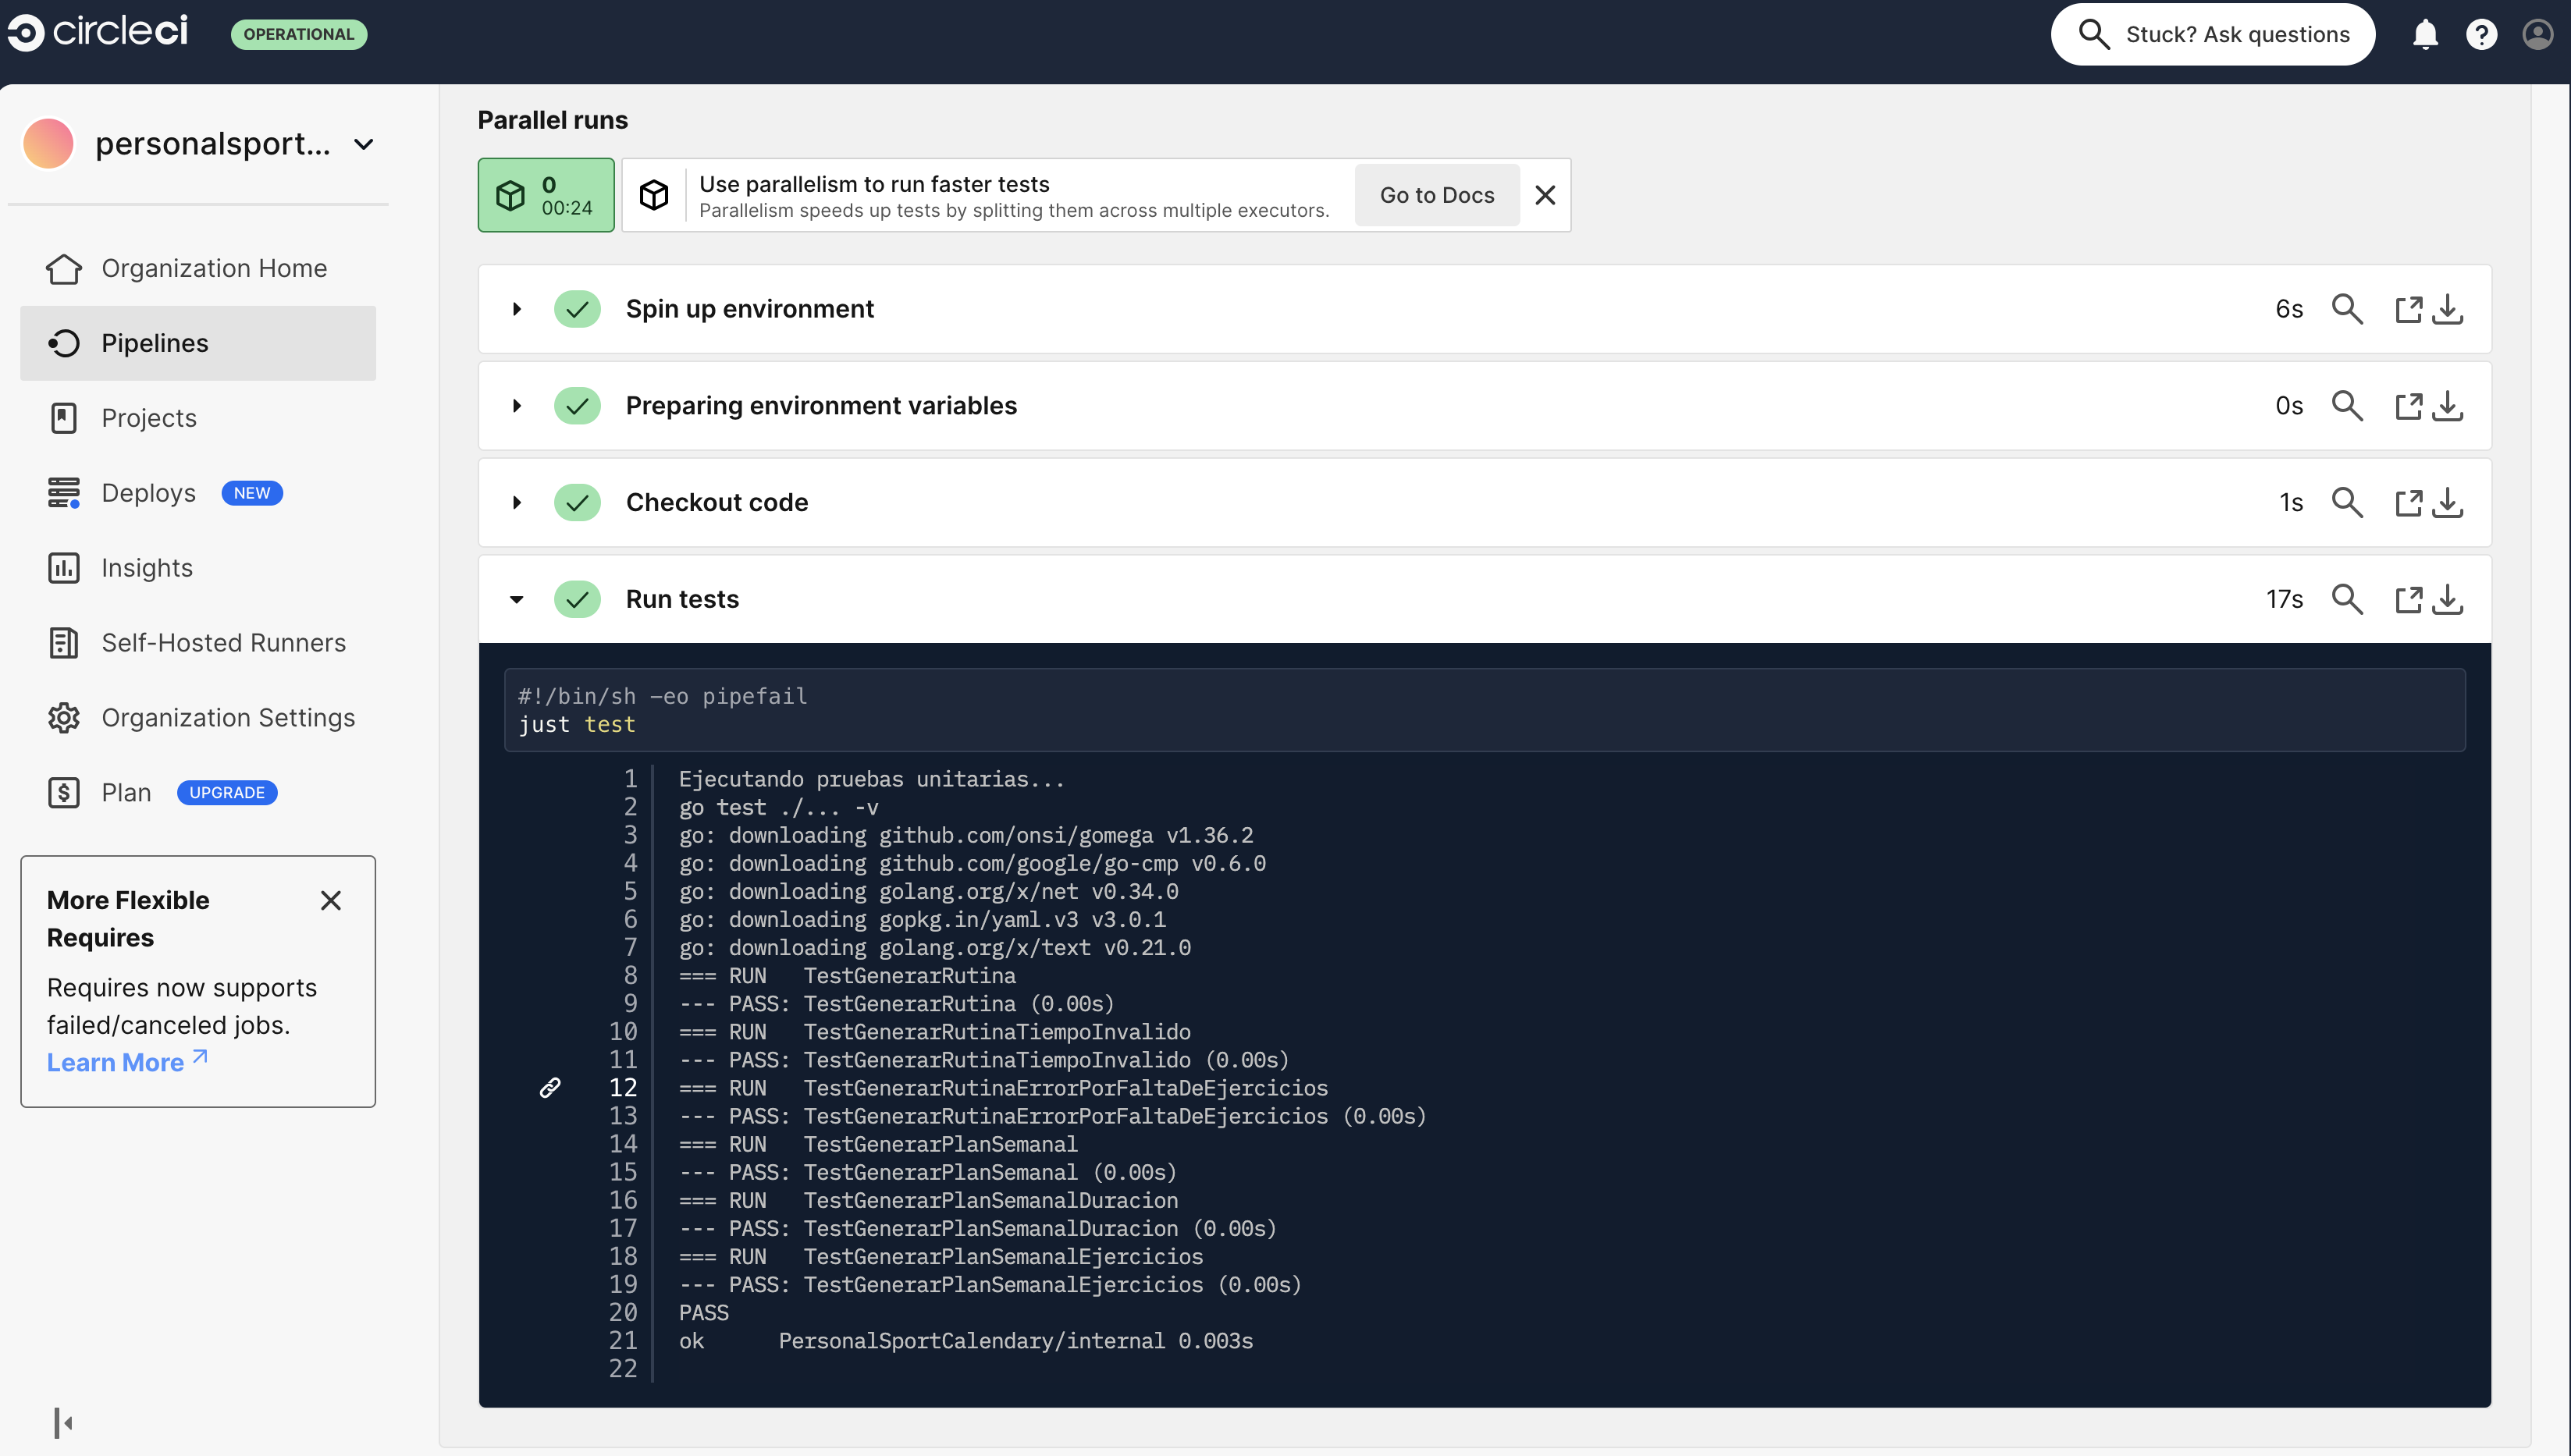 circleci
OPERATIONAL
Stuck? Ask questions
personalsport...
Organization Home
Pipelines
Projects
Deploys NEW
Insights
Self-Hosted Runners
Organization Settings
Plan UPGRADE
More Flexible
Requires
Requires now supports
failed/canceled jobs.
Learn More
Parallel runs
0
00:24
Use parallelism to run faster tests
Parallelism speeds up tests by splitting them across multiple executors.
Go to Docs
Spin up environment 6s
Preparing environment variables 0s
Checkout code 1s
Run tests 17s
#!/bin/sh -eo pipefail
just test
1 Ejecutando pruebas unitarias...
2 go test ./... -v
3 go: downloading github.com/onsi/gomega v1.36.2
4 go: downloading github.com/google/go-cmp v0.6.0
5 go: downloading golang.org/x/net v0.34.0
6 go: downloading gopkg.in/yaml.v3 v3.0.1
7 go: downloading golang.org/x/text v0.21.0
8 === RUN   TestGenerarRutina
9 --- PASS: TestGenerarRutina (0.00s)
10 === RUN   TestGenerarRutinaTiempoInvalido
11 --- PASS: TestGenerarRutinaTiempoInvalido (0.00s)
12 === RUN   TestGenerarRutinaErrorPorFaltaDeEjercicios
13 --- PASS: TestGenerarRutinaErrorPorFaltaDeEjercicios (0.00s)
14 === RUN   TestGenerarPlanSemanal
15 --- PASS: TestGenerarPlanSemanal (0.00s)
16 === RUN   TestGenerarPlanSemanalDuracion
17 --- PASS: TestGenerarPlanSemanalDuracion (0.00s)
18 === RUN   TestGenerarPlanSemanalEjercicios
19 --- PASS: TestGenerarPlanSemanalEjercicios (0.00s)
20 PASS
21 ok      PersonalSportCalendary/internal 0.003s
22